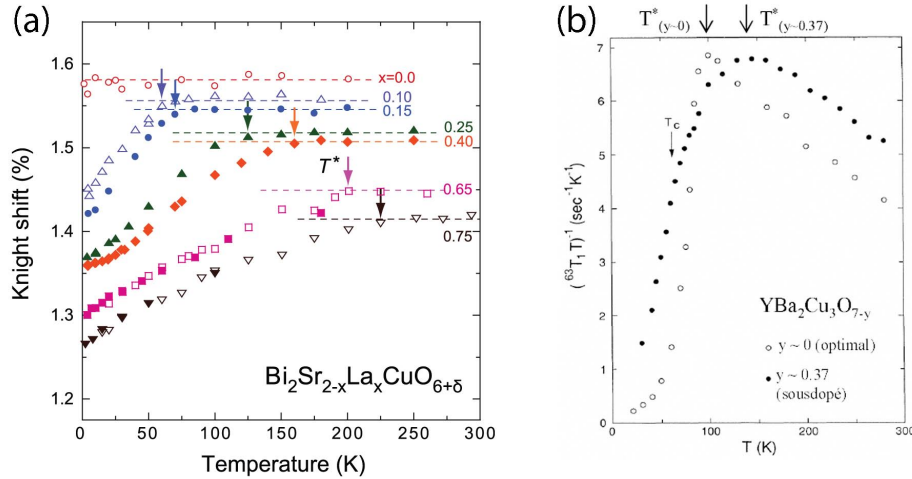 (a)
Knight shift (%)
1.6
1.5
1.4
1.3
1.2
x=0.0
0.10
0.15
0.25
0.40
T*
0.65
0.75
Bi2Sr2-xLaxCuO6+δ
0 50 100 150 200 250 300
Temperature (K)
(b)
T*(y~0) T*(y~0.37)
(63T1T)-1 (sec-1K-1)
7
6
5
4
3
2
1
0
Tc
YBa2Cu3O7-y
y ~ 0 (optimal)
y ~ 0.37
(sousdopé)
0 100 200 300
T (K)